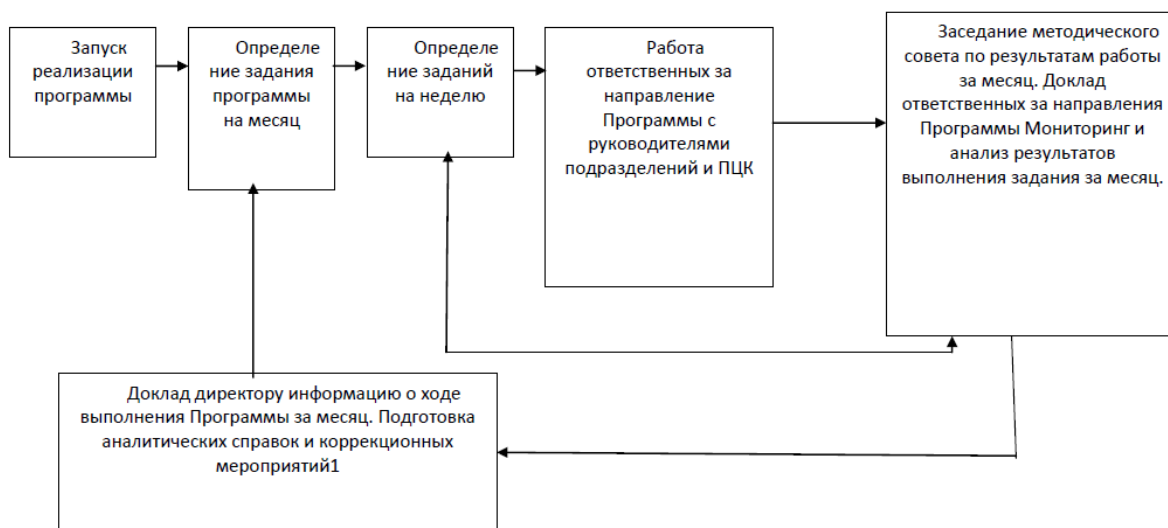 Запуск
реализации
программы
Определе
ние задания
программы
на месяц
Определе
ние заданий
на неделю
Работа
ответственных за
направление
Программы с
руководителями
подразделений и ПЦК
Заседание методического
совета по результатам работы
за месяц. Доклад
ответственных за направления
Программы Мониторинг и
анализ результатов
выполнения задания за месяц.
Доклад директору информацию о ходе
выполнения Программы за месяц. Подготовка
аналитических справок и коррекционных
мероприятий1